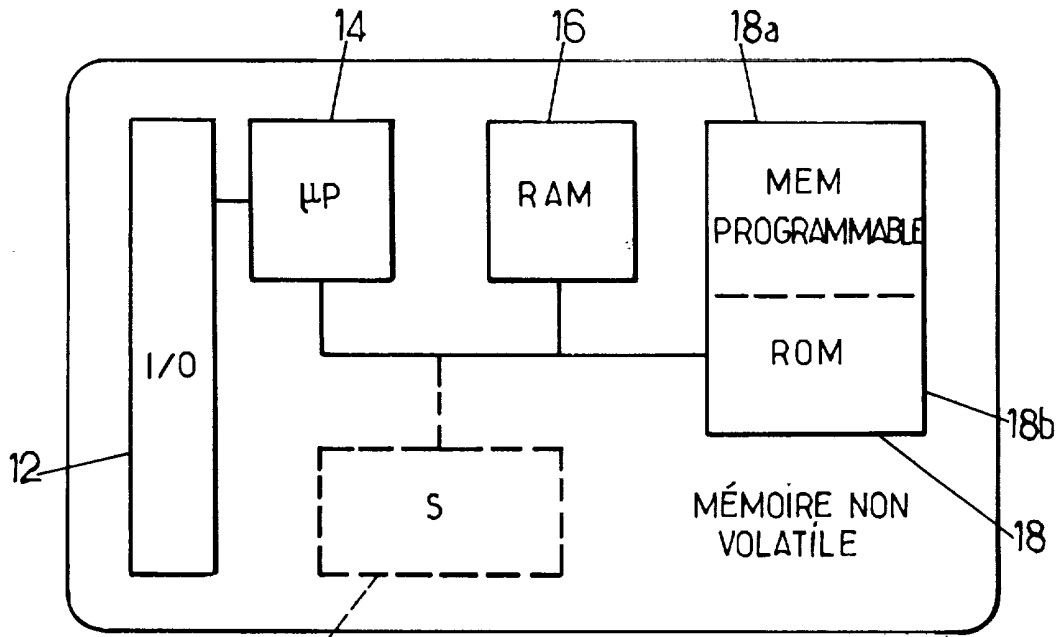 14
16
18a
μP
RAM
MEM
PROGRAMMABLE
I/O
ROM
18b
12
S
MÉMOIRE NON
VOLATILE
18